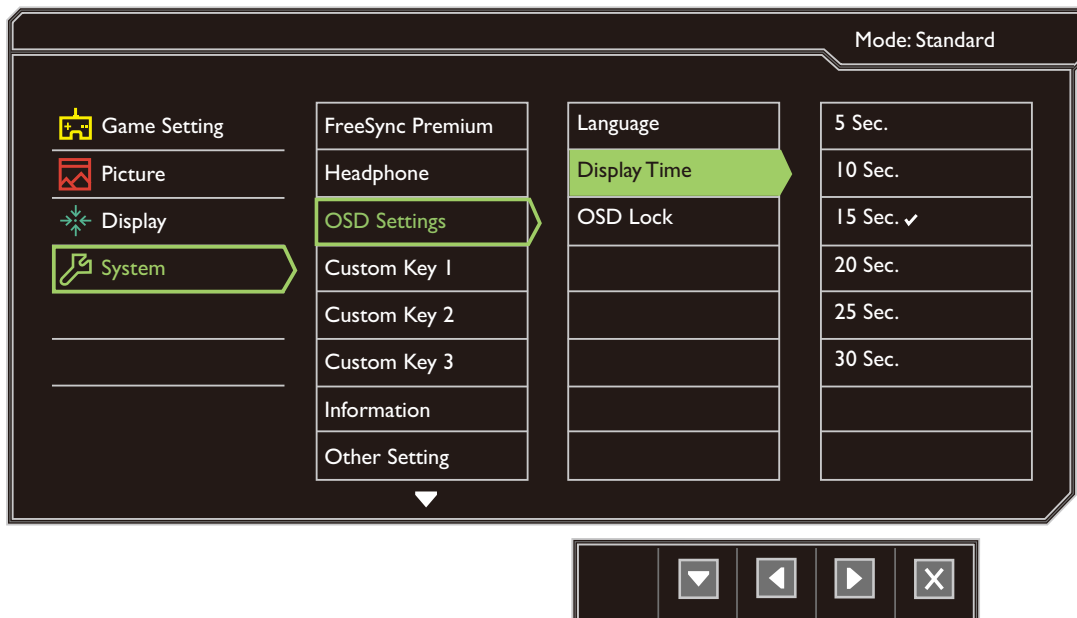 Mode: Standard
Game Setting
Picture
Display
System
FreeSync Premium
Headphone
OSD Settings
Custom Key 1
Custom Key 2
Custom Key 3
Information
Other Setting
Language
Display Time
OSD Lock
5 Sec.
10 Sec.
15 Sec.
20 Sec.
25 Sec.
30 Sec.